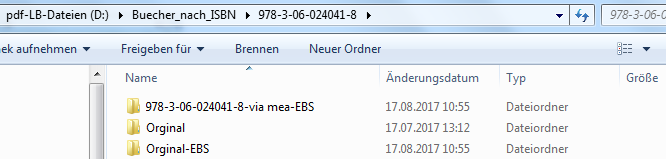 pdf-LB-Dateien (D:) Buecher_nach_ISBN 978-3-06-024041-8 978-3-06-0
ek aufnehmen Freigeben für Brennen Neuer Ordner
Name Änderungsdatum Typ Größe
978-3-06-024041-8-via mea-EBS 17.08.2017 10:55 Dateiordner
Orginal 17.07.2017 13:12 Dateiordner
Orginal-EBS 17.08.2017 10:55 Dateiordner